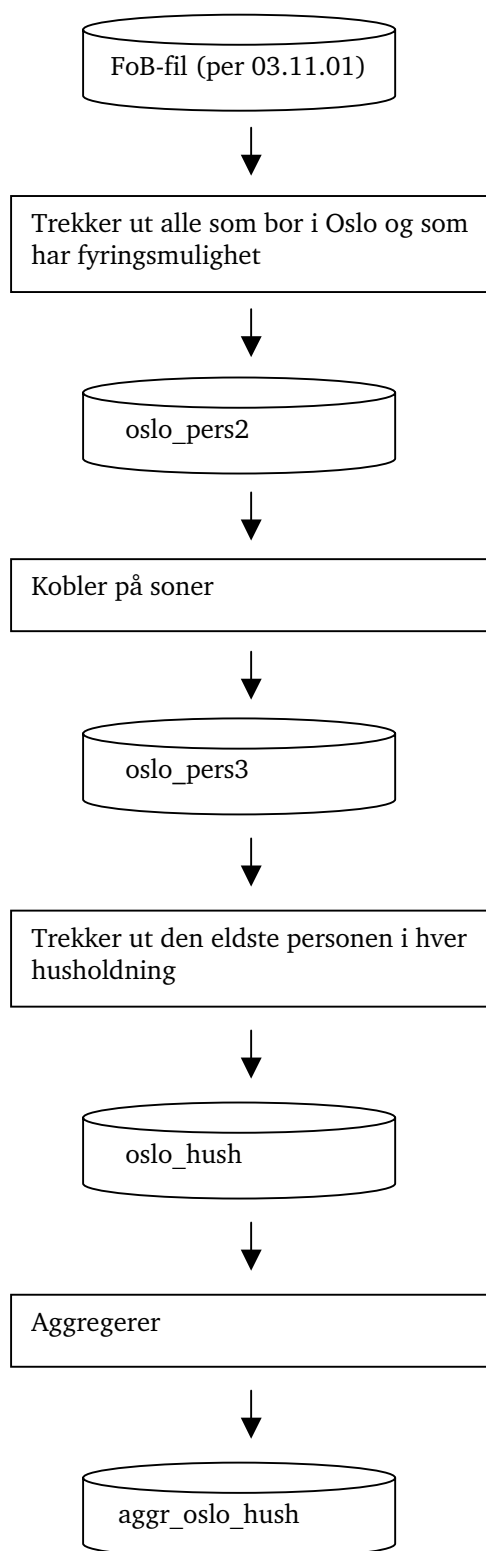 FoB-fil (per 03.11.01)
Trekker ut alle som bor i Oslo og som
har fyringsmulighet
oslo_pers2
Kobler på soner
oslo_pers3
Trekker ut den eldste personen i hver
husholdning
oslo_hush
Aggregerer
aggr_oslo_hush